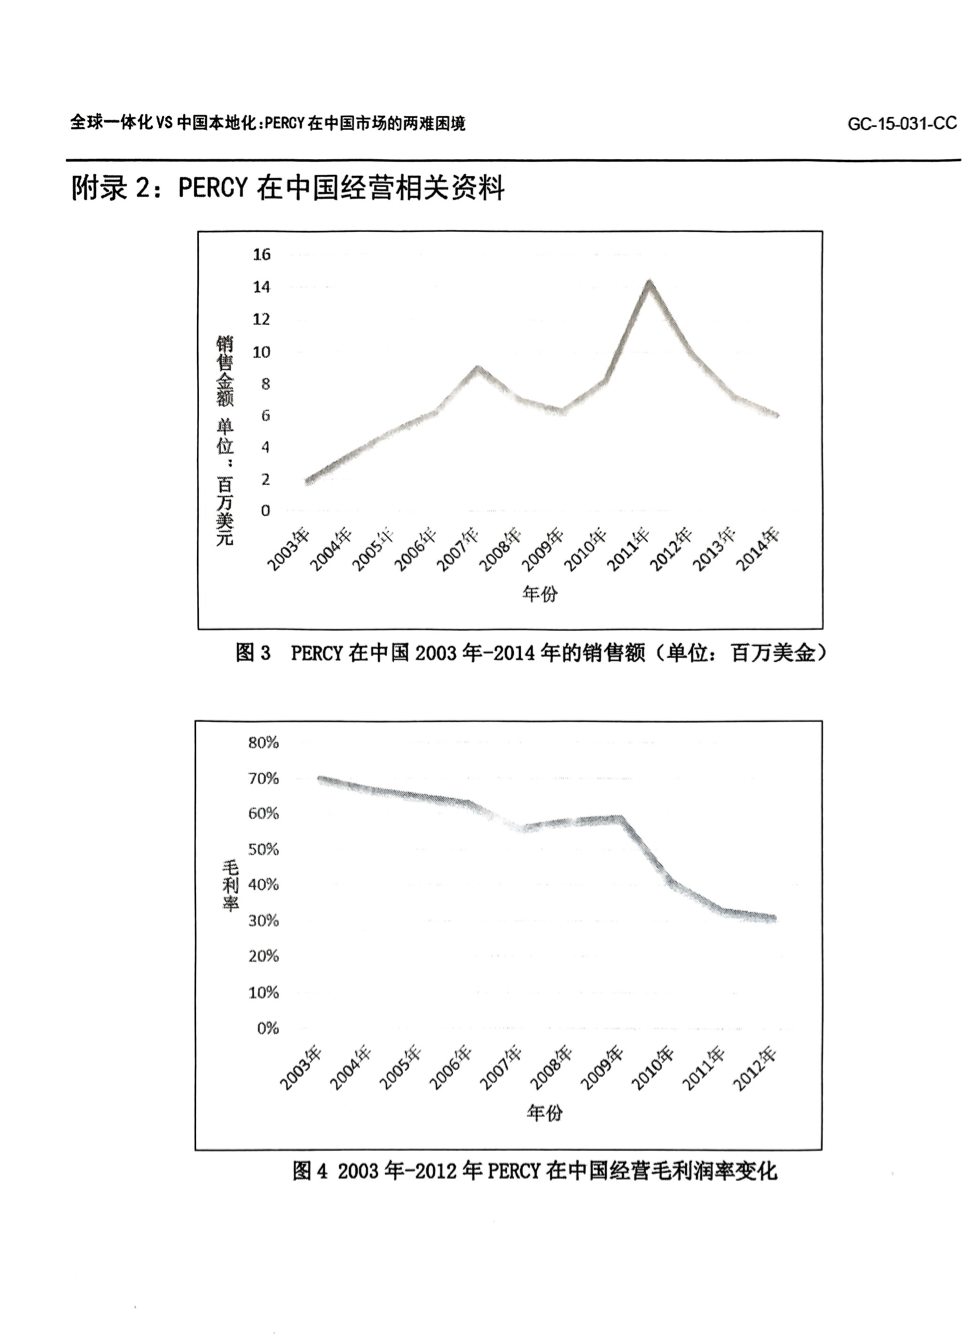 全球一体化 VS 中国本地化:PERCY 在中国市场的两难困境
GC-15-031-CC
附录 2：PERCY 在中国经营相关资料
16
14
12
10
8
6
4
2
0
销售金额 单位：百万美元
2003年
2004年
2005年
2006年
2007年
2008年
2009年
2010年
2011年
2012年
2013年
2014年
年份
图 3 PERCY 在中国 2003 年-2014 年的销售额（单位：百万美金）
80%
70%
60%
50%
40%
30%
20%
10%
0%
毛利率
2003年
2004年
2005年
2006年
2007年
2008年
2009年
2010年
2011年
2012年
年份
图 4 2003 年-2012 年 PERCY 在中国经营毛利润率变化